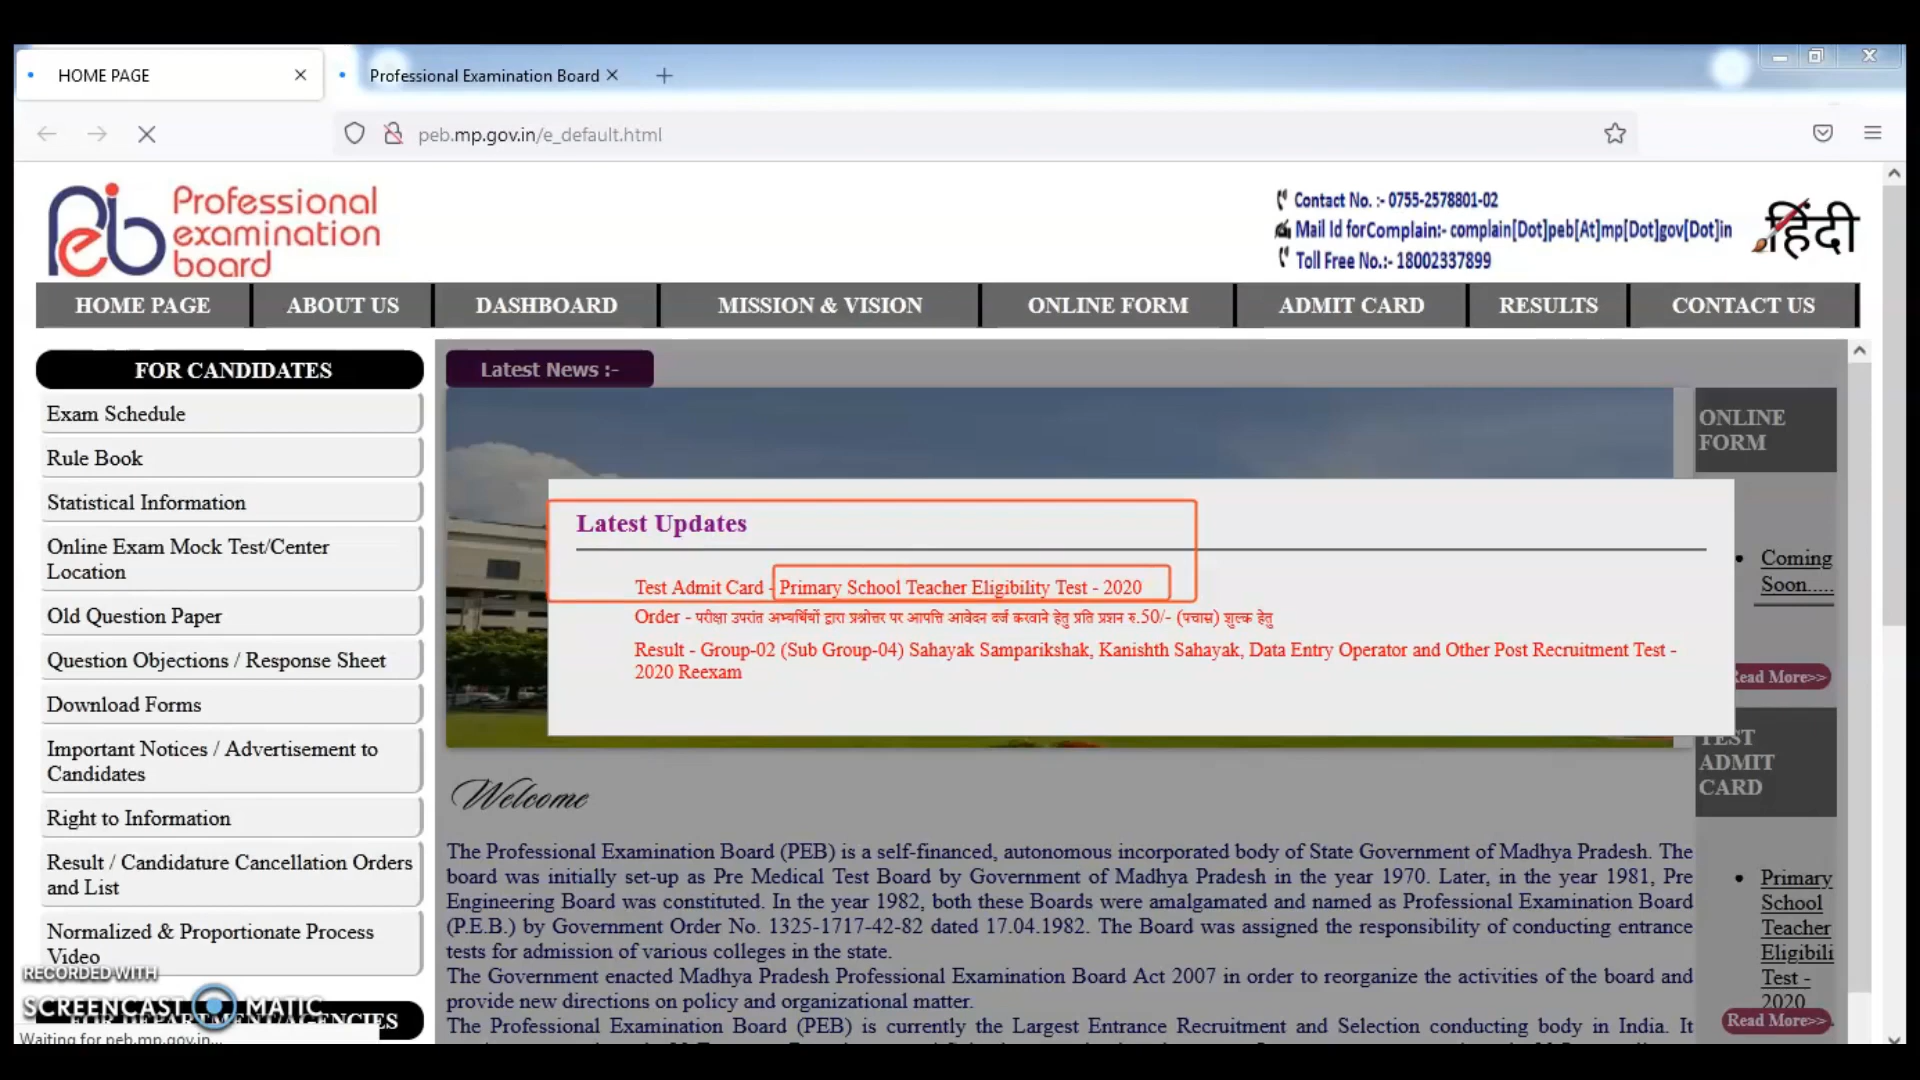 HOME PAGE
Professional Examination Board
peb.mp.gov.in/e_default.html
Peb Professional
examination
board
Contact No. :- 0755-2578801-02
Mail Id forComplain:- complain[Dot]peb[At]mp[Dot]gov[Dot]in
Toll Free No.:- 18002337899
हिंदी
HOME PAGE ABOUT US DASHBOARD MISSION & VISION ONLINE FORM ADMIT CARD RESULTS CONTACT US
FOR CANDIDATES
Exam Schedule
Rule Book
Statistical Information
Online Exam Mock Test/Center
Location
Old Question Paper
Question Objections / Response Sheet
Download Forms
Important Notices / Advertisement to
Candidates
Right to Information
Result / Candidature Cancellation Orders
and List
Normalized & Proportionate Process
Video
RECORDED WITH
SCREENCAST MATIC
FOR DEPARTMENT/AGENCIES
Waiting for peb.mp.gov.in...
Latest News :-
Latest Updates
Test Admit Card - Primary School Teacher Eligibility Test - 2020
Order - परीक्षा उपरांत अभ्यर्थियों द्वारा प्रश्नोत्तर पर आपत्ति आवेदन दर्ज करवाने हेतु प्रति प्रशन रु.50/- (पचास) शुल्क हेतु
Result - Group-02 (Sub Group-04) Sahayak Samparikshak, Kanishth Sahayak, Data Entry Operator and Other Post Recruitment Test -
2020 Reexam
Welcome
The Professional Examination Board (PEB) is a self-financed, autonomous incorporated body of State Government of Madhya Pradesh. The
board was initially set-up as Pre Medical Test Board by Government of Madhya Pradesh in the year 1970. Later, in the year 1981, Pre
Engineering Board was constituted. In the year 1982, both these Boards were amalgamated and named as Professional Examination Board
(P.E.B.) by Government Order No. 1325-1717-42-82 dated 17.04.1982. The Board was assigned the responsibility of conducting entrance
tests for admission of various colleges in the state.
The Government enacted Madhya Pradesh Professional Examination Board Act 2007 in order to reorganize the activities of the board and
provide new directions on policy and organizational matter.
The Professional Examination Board (PEB) is currently the Largest Entrance Recruitment and Selection conducting body in India. It
ONLINE
FORM
Coming
Soon.....
Read More>>
TEST
ADMIT
CARD
Primary
School
Teacher
Eligibili
Test -
2020
Read More>>